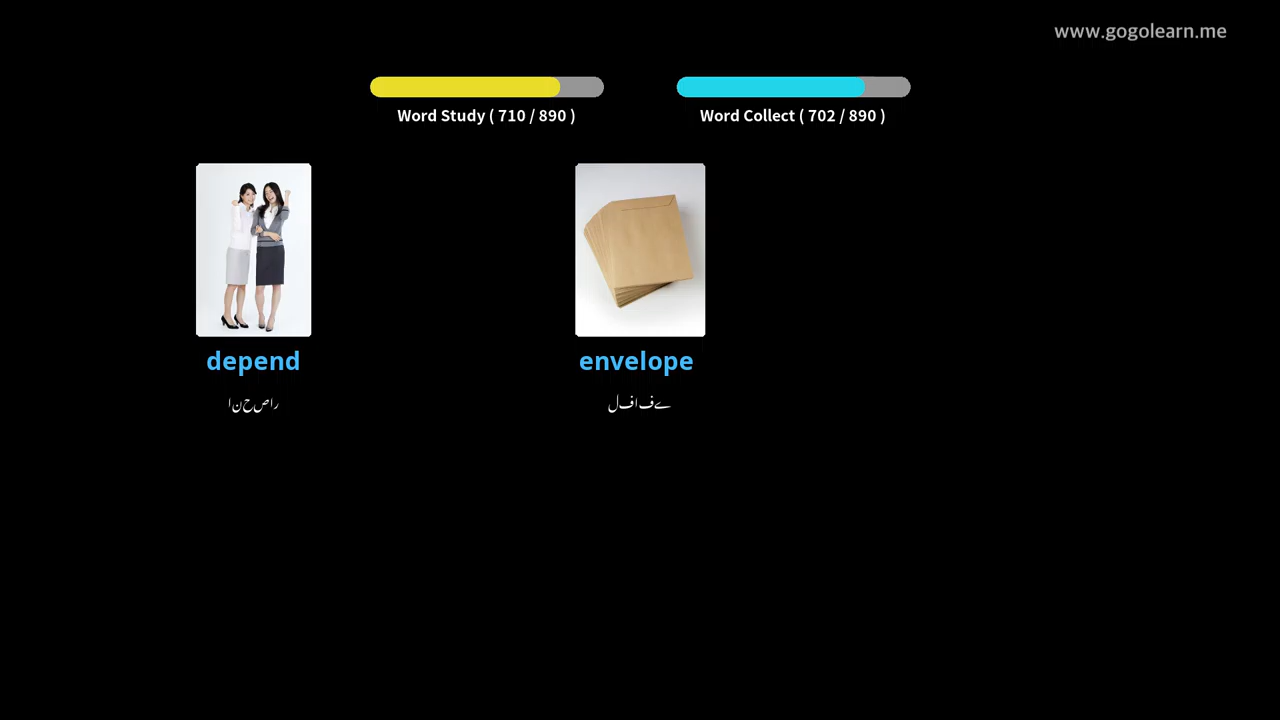 www.gogolearn.me
Word Study ( 710 / 890 )
Word Collect ( 702 / 890 )
depend
انحصار
envelope
لفافے